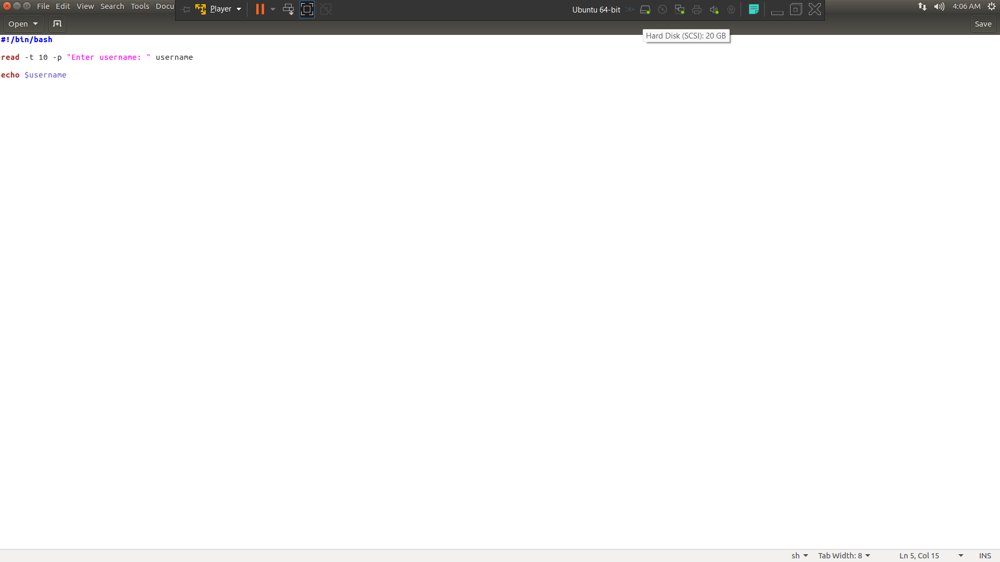 File Edit View Search Tools Docu
Player
Ubuntu 64-bit
4:06 AM
Open
Save
Hard Disk (SCSI): 20 GB
#!/bin/bash
read -t 10 -p "Enter username: " username
echo $username
sh
Tab Width: 8
Ln 5, Col 15
INS